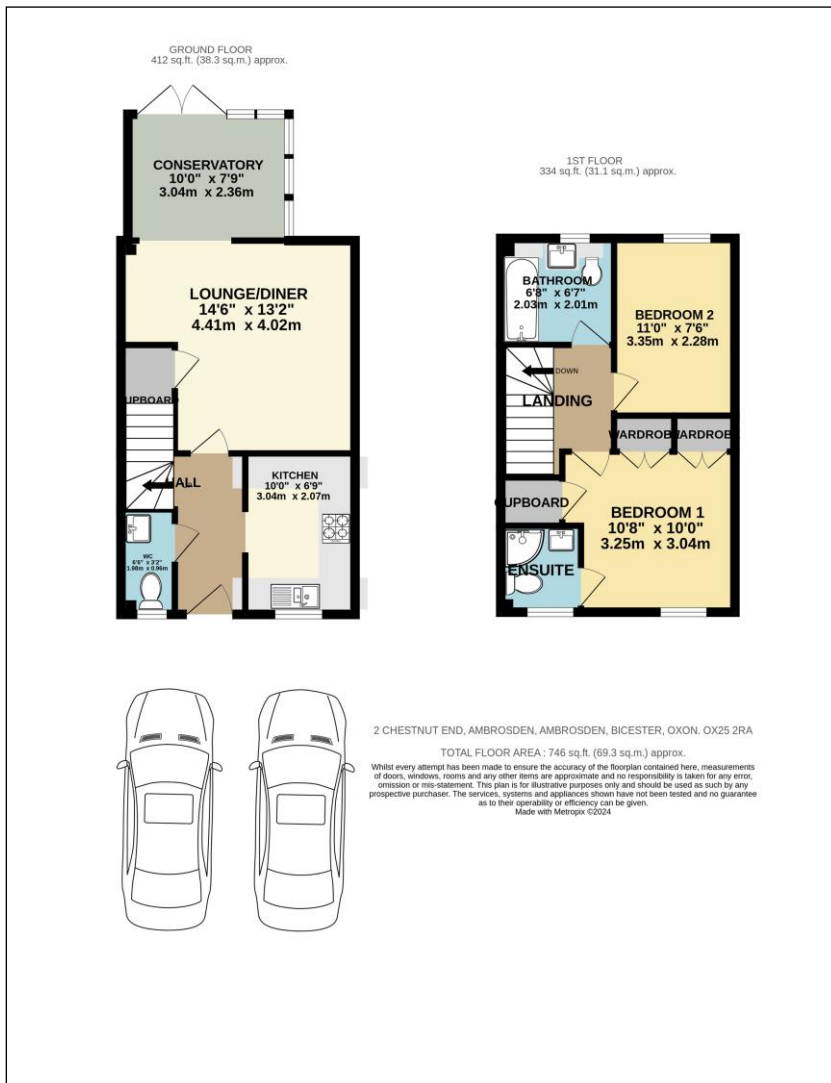 GROUND FLOOR
412 sq.ft. (38.3 sq.m.) approx.
CONSERVATORY
10'0" x 7'9"
3.04m x 2.36m
LOUNGE/DINER
14'6" x 13'2"
4.41m x 4.02m
UPBOARD
ALL
KITCHEN
10'0" x 6'9"
3.04m x 2.07m
WC
6'6" x 3'2"
1.98m x 0.96m
1ST FLOOR
334 sq.ft. (31.1 sq.m.) approx.
BATHROOM
6'8" x 6'7"
2.03m x 2.01m
BEDROOM 2
11'0" x 7'6"
3.35m x 2.28m
DOWN
LANDING
WARDROB
WARDROB
CUPBOARD
BEDROOM 1
10'8" x 10'0"
3.25m x 3.04m
ENSUITE
2 CHESTNUT END, AMBROSDEN, AMBROSDEN, BICESTER, OXON. OX25 2RA
TOTAL FLOOR AREA : 746 sq.ft. (69.3 sq.m.) approx.
Whilst every attempt has been made to ensure the accuracy of the floorplan contained here, measurements
of doors, windows, rooms and any other items are approximate and no responsibility is taken for any error,
omission or mis-statement. This plan is for illustrative purposes only and should be used as such by any
prospective purchaser. The services, systems and appliances shown have not been tested and no guarantee
as to their operability or efficiency can be given.
Made with Metropix ©2024